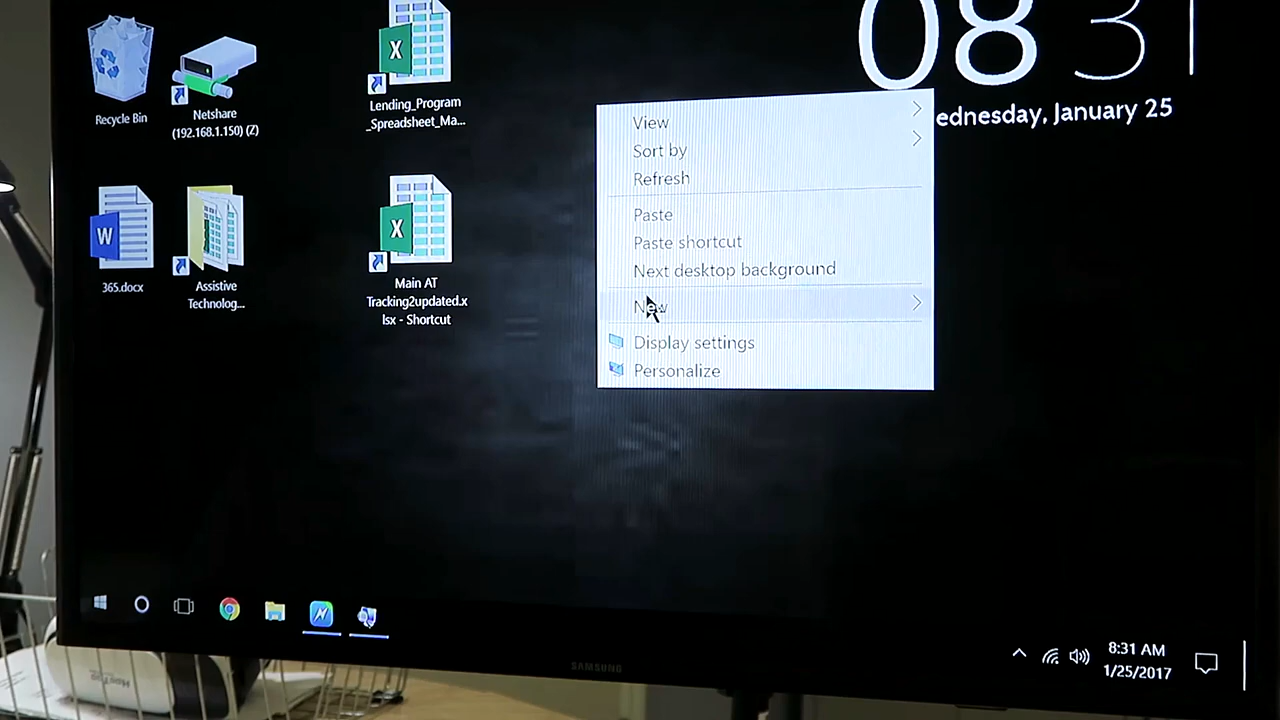 08 31
Wednesday, January 25
Recycle Bin
Netshare
(192.168.1.150) (Z)
Lending_Program
_Spreadsheet_Ma...
W
365.docx
Assistive
Technolog...
X
X
Main AT
Tracking2updated.x
lsx - Shortcut
View
Sort by
Refresh
Paste
Paste shortcut
Next desktop background
New
Display settings
Personalize
8:31 AM
1/25/2017
SAMSUNG